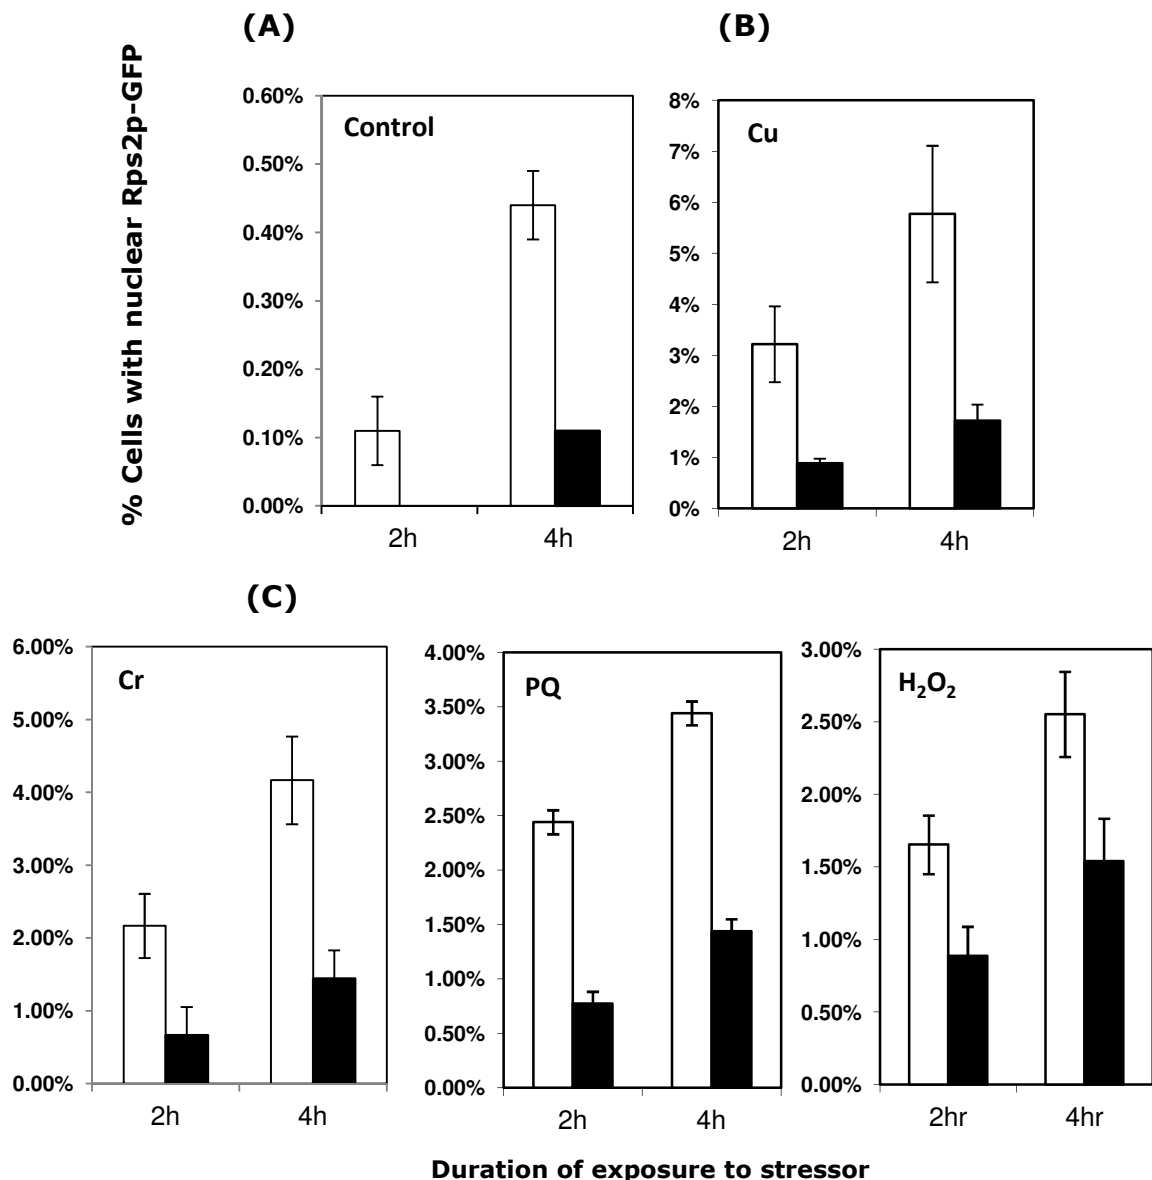 (A)
(B)
% Cells with nuclear Rps2p-GFP
Control
0.60%
0.50%
0.40%
0.30%
0.20%
0.10%
0.00%
2h
4h
Cu
8%
7%
6%
5%
4%
3%
2%
1%
0%
2h
4h
(C)
Cr
6.00%
5.00%
4.00%
3.00%
2.00%
1.00%
0.00%
2h
4h
PQ
4.00%
3.50%
3.00%
2.50%
2.00%
1.50%
1.00%
0.50%
0.00%
2h
4h
H₂O₂
3.00%
2.50%
2.00%
1.50%
1.00%
0.50%
0.00%
2hr
4hr
Duration of exposure to stressor